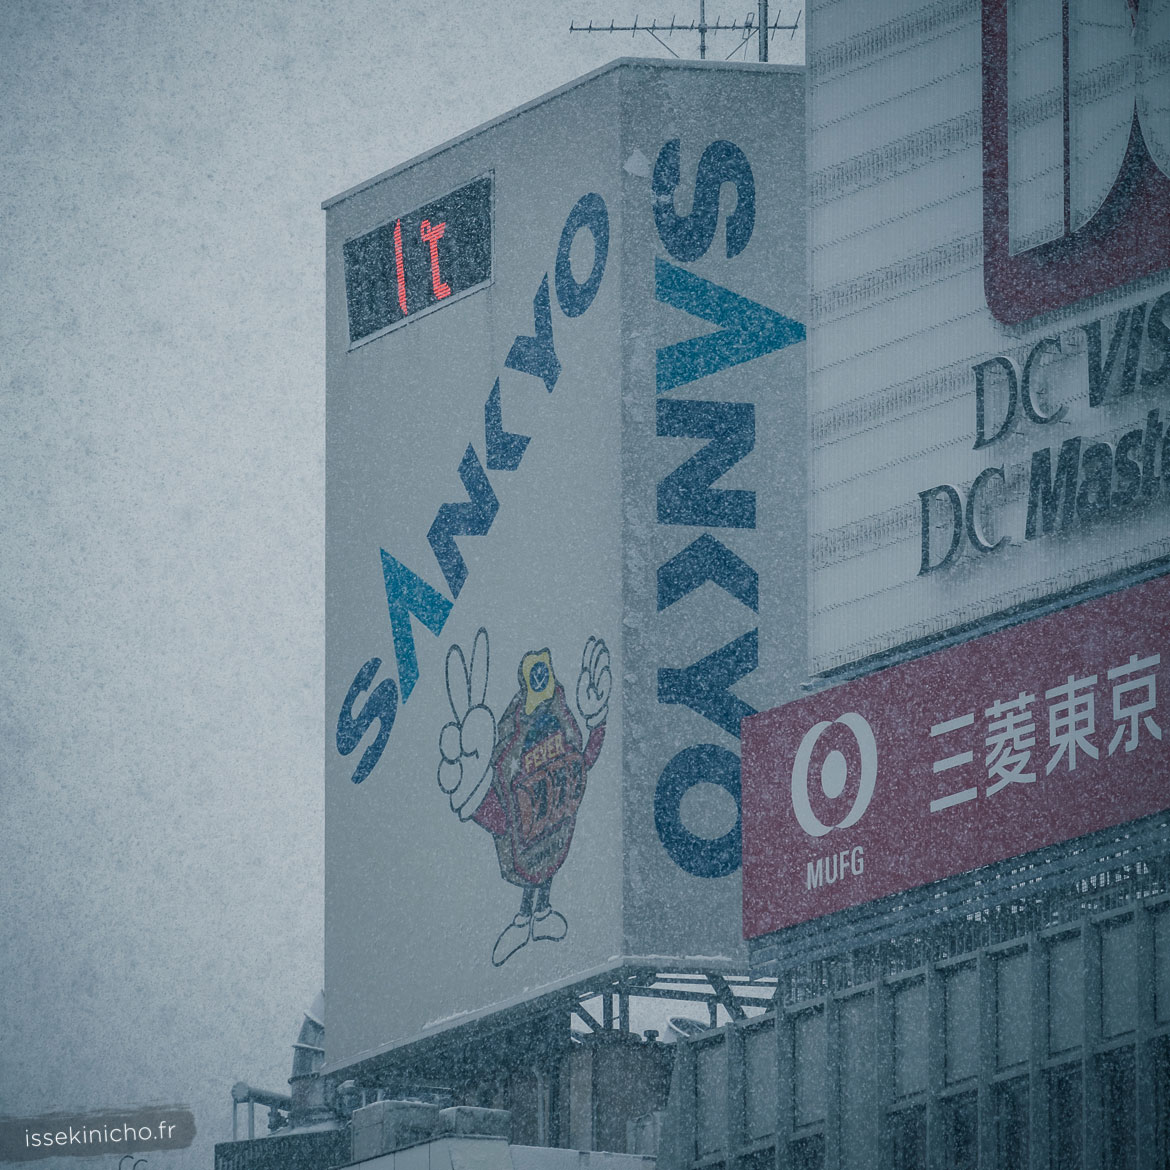 1℃
SANKYO
SANKYO
FEVER
DC VIS
DC Mast
MUFG
三菱東京
issekinicho.fr